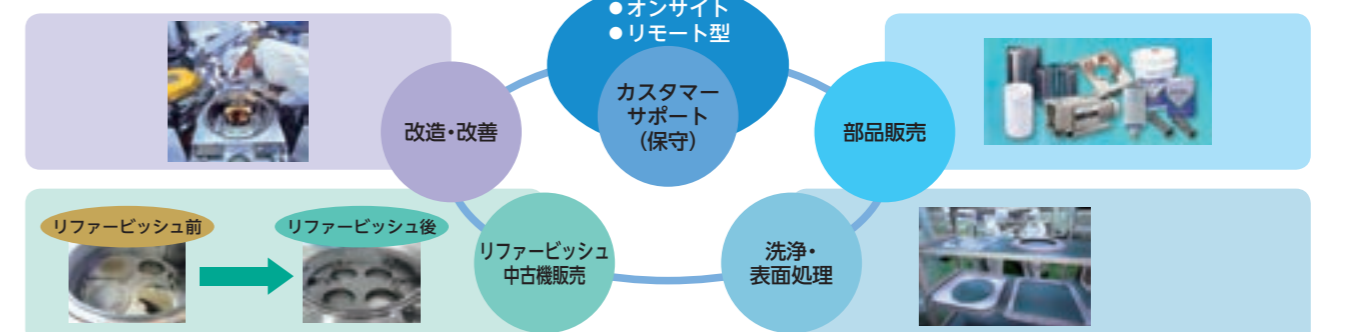 ●オンサイト
●リモート型
カスタマー
サポート
（保守）
改造・改善
部品販売
リファービッシュ前
リファービッシュ後
リファービッシュ
中古機販売
洗浄・
表面処理